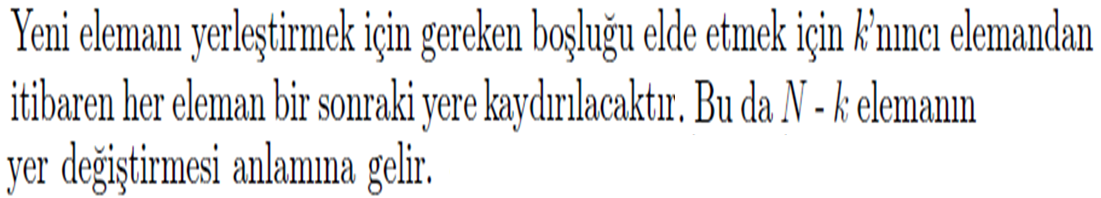 Yeni elemanı yerleştirmek için gereken boşluğu elde etmek için k’nıncı elemandan
itibaren her eleman bir sonraki yere kaydırılacaktır. Bu da N - k elemanın
yer değiştirmesi anlamına gelir.